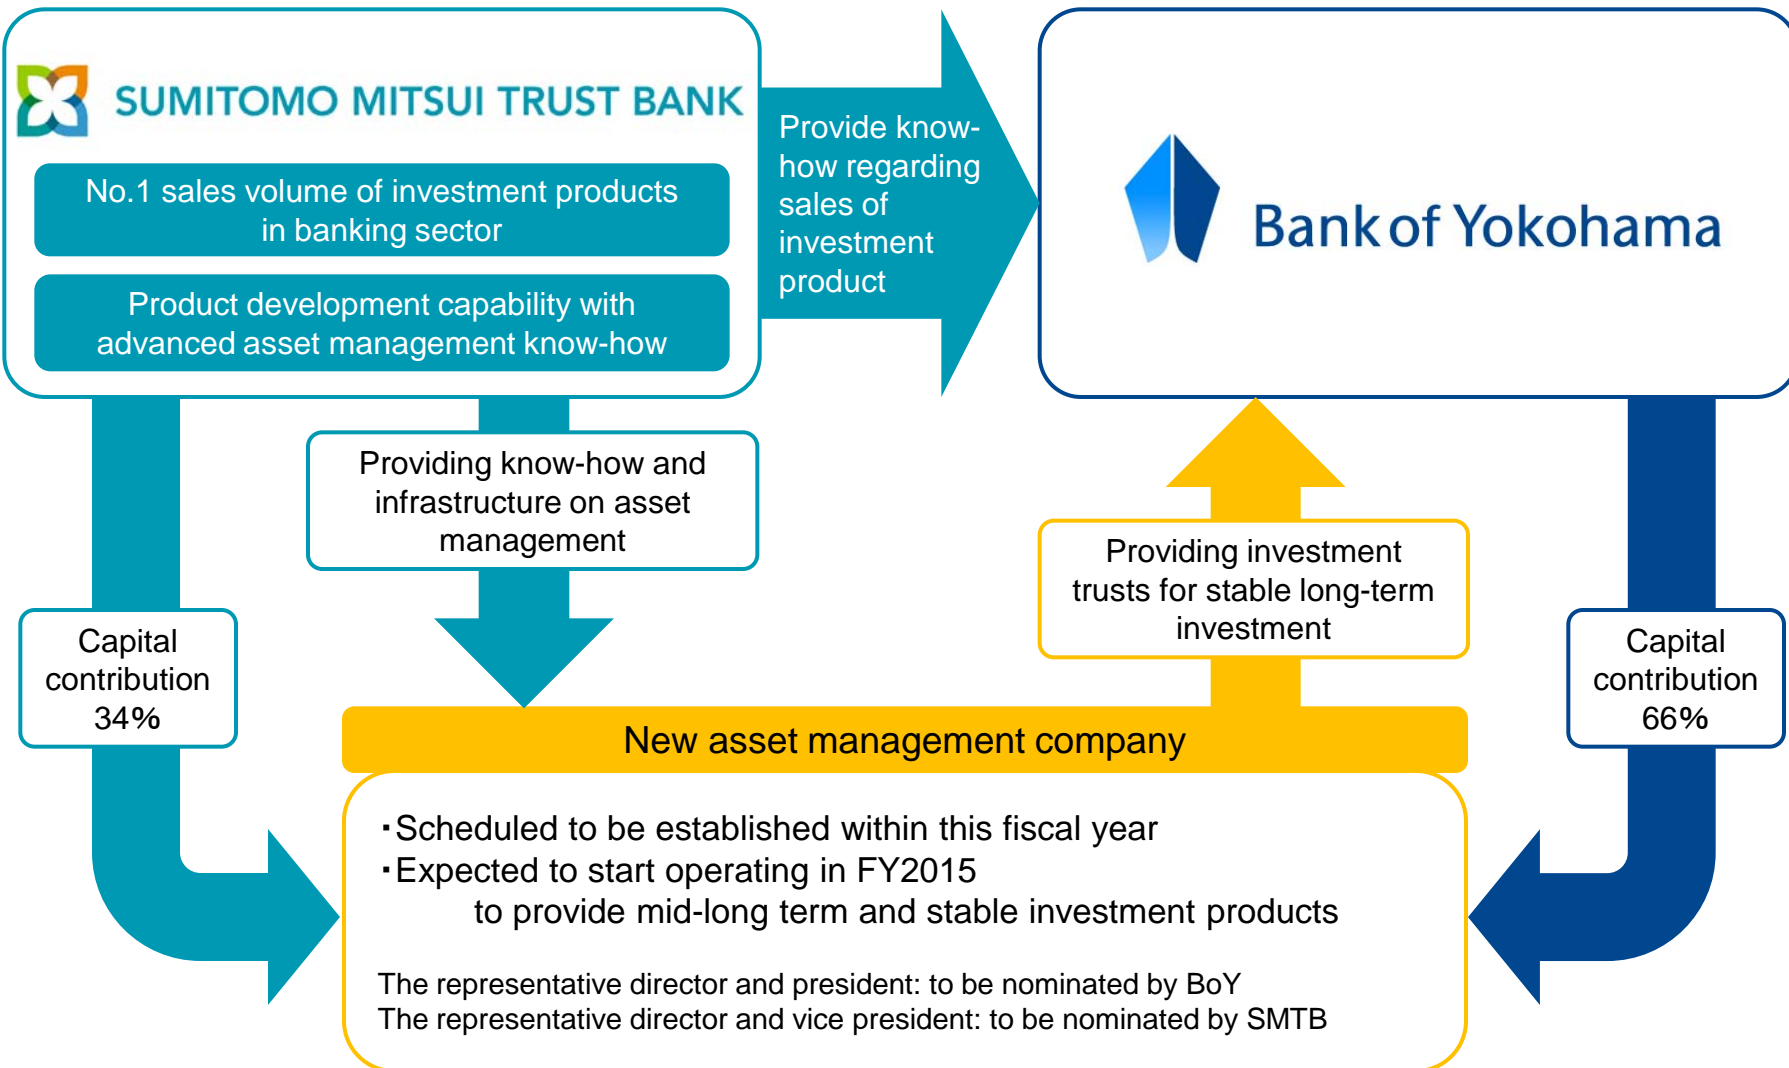 SUMITOMO MITSUI TRUST BANK
No.1 sales volume of investment products
in banking sector
Product development capability with
advanced asset management know-how
Provide know-
how regarding
sales of
investment
product
Bank of Yokohama
Providing know-how and
infrastructure on asset
management
Providing investment
trusts for stable long-term
investment
Capital
contribution
34%
Capital
contribution
66%
New asset management company
・Scheduled to be established within this fiscal year
・Expected to start operating in FY2015
to provide mid-long term and stable investment products
The representative director and president: to be nominated by BoY
The representative director and vice president: to be nominated by SMTB